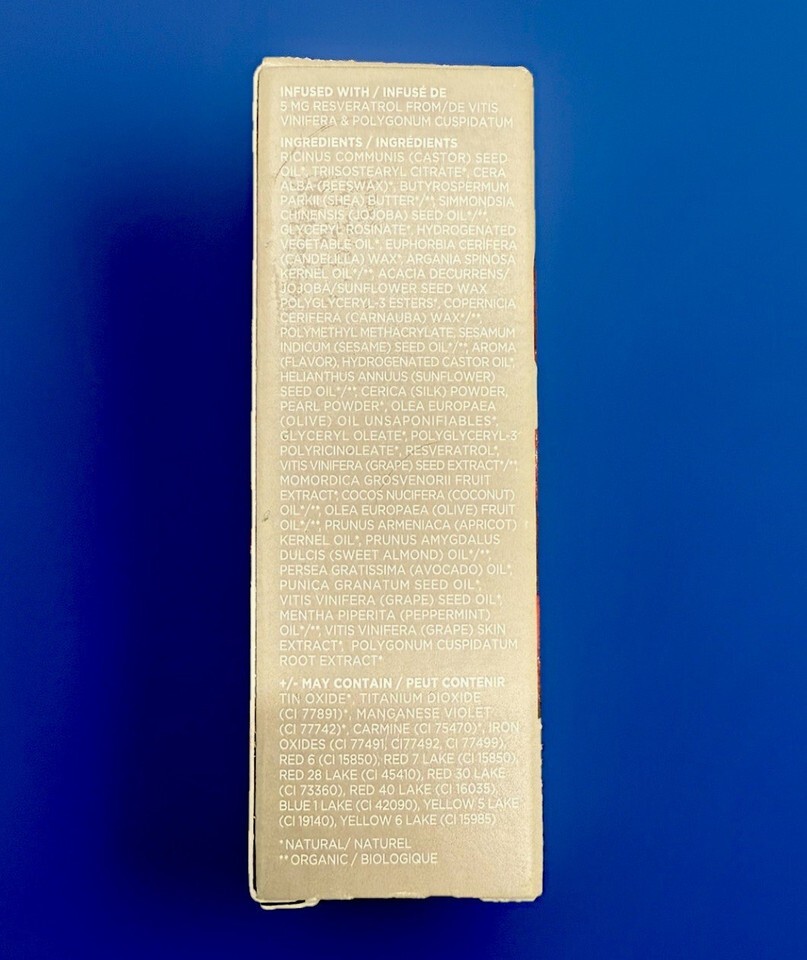 INFUSED WITH / INFUSÉ DE
5 MG RESVERATROL FROM/DE VITIS
VINIFERA & POLYGONUM CUSPIDATUM
INGREDIENTS / INGRÉDIENTS
RICINUS COMMUNIS (CASTOR) SEED
OIL*, TRIISOSTEARYL CITRATE*, CERA
ALBA (BEESWAX)*, BUTYROSPERMUM
PARKII (SHEA) BUTTER*/**, SIMMONDSIA
CHINENSIS (JOJOBA) SEED OIL*/**,
GLYCERYL ROSINATE*, HYDROGENATED
VEGETABLE OIL*, EUPHORBIA CERIFERA
(CANDELILLA) WAX*, ARGANIA SPINOSA
KERNEL OIL*/**, ACACIA DECURRENS/
JOJOBA/SUNFLOWER SEED WAX
POLYGLYCERYL-3 ESTERS*, COPERNICIA
CERIFERA (CARNAUBA) WAX*/**,
POLYMETHYL METHACRYLATE, SESAMUM
INDICUM (SESAME) SEED OIL*/**, AROMA
(FLAVOR), HYDROGENATED CASTOR OIL*,
HELIANTHUS ANNUUS (SUNFLOWER)
SEED OIL*/**, CERICA (SILK) POWDER,
PEARL POWDER*, OLEA EUROPAEA
(OLIVE) OIL UNSAPONIFIABLES*,
GLYCERYL OLEATE*, POLYGLYCERYL-3
POLYRICINOLEATE*, RESVERATROL*,
VITIS VINIFERA (GRAPE) SEED EXTRACT*/**,
MOMORDICA GROSVENORII FRUIT
EXTRACT*, COCOS NUCIFERA (COCONUT)
OIL*/**, OLEA EUROPAEA (OLIVE) FRUIT
OIL*/**, PRUNUS ARMENIACA (APRICOT)
KERNEL OIL*, PRUNUS AMYGDALUS
DULCIS (SWEET ALMOND) OIL*/**,
PERSEA GRATISSIMA (AVOCADO) OIL*,
PUNICA GRANATUM SEED OIL*,
VITIS VINIFERA (GRAPE) SEED OIL*,
MENTHA PIPERITA (PEPPERMINT)
OIL*/**, VITIS VINIFERA (GRAPE) SKIN
EXTRACT*, POLYGONUM CUSPIDATUM
ROOT EXTRACT*
+/- MAY CONTAIN / PEUT CONTENIR
TIN OXIDE*, TITANIUM DIOXIDE
(CI 77891)*, MANGANESE VIOLET
(CI 77742)*, CARMINE (CI 75470)*, IRON
OXIDES (CI 77491, CI77492, CI 77499),
RED 6 (CI 15850), RED 7 LAKE (CI 15850),
RED 28 LAKE (CI 45410), RED 30 LAKE
(CI 73360), RED 40 LAKE (CI 16035),
BLUE 1 LAKE (CI 42090), YELLOW 5 LAKE
(CI 19140), YELLOW 6 LAKE (CI 15985)
*NATURAL/ NATUREL
**ORGANIC / BIOLOGIQUE